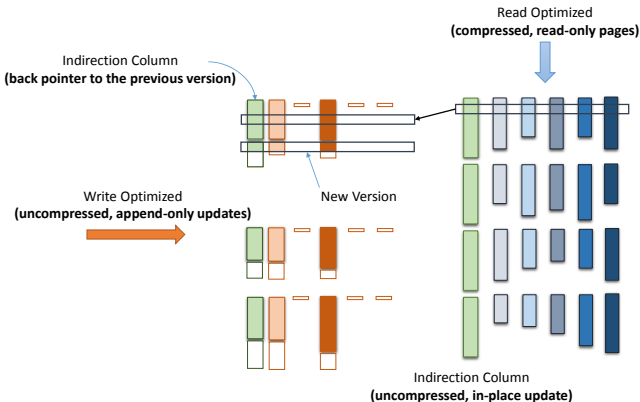 Read Optimized
(compressed, read-only pages)
Indirection Column
(back pointer to the previous version)
Write Optimized
(uncompressed, append-only updates)
New Version
Indirection Column
(uncompressed, in-place update)